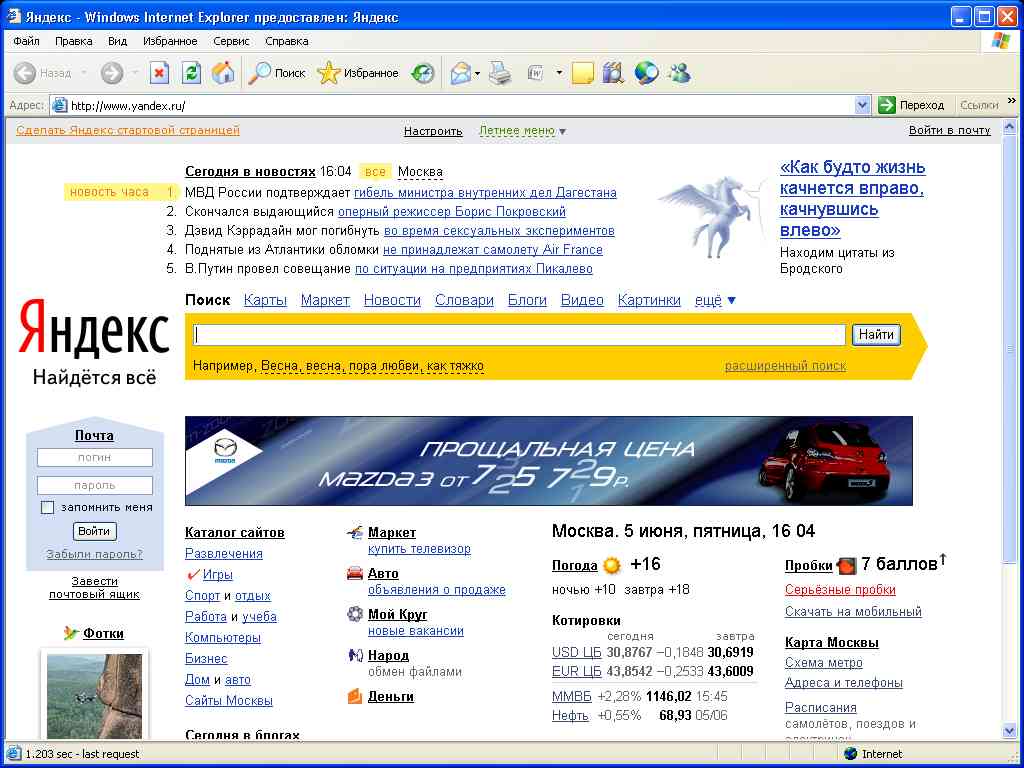 Яндекс - Windows Internet Explorer предоставлен: Яндекс
Файл Правка Вид Избранное Сервис Справка
Назад Поиск Избранное
Адрес: http://www.yandex.ru/ Переход Ссылки »
Сделать Яндекс стартовой страницей Настроить Летнее меню ▼ Войти в почту
Сегодня в новостях 16:04 все Москва
новость часа 1 МВД России подтверждает гибель министра внутренних дел Дагестана
2. Скончался выдающийся оперный режиссер Борис Покровский
3. Дэвид Кэррадайн мог погибнуть во время сексуальных экспериментов
4. Поднятые из Атлантики обломки не принадлежат самолету Air France
5. В.Путин провел совещание по ситуации на предприятиях Пикалево
«Как будто жизнь
качнется вправо,
качнувшись
влево»
Находим цитаты из
Бродского
Поиск Карты Маркет Новости Словари Блоги Видео Картинки ещё ▼
Яндекс
Найдётся всё
Найти
Например, Весна, весна, пора любви, как тяжко расширенный поиск
Почта
логин
пароль
запомнить меня
Войти
Забыли пароль?
Завести
почтовый ящик
Фотки
mazda
ПРОЩАЛЬНАЯ ЦЕНА
mazda3 от 725 729 р.
Каталог сайтов
Развлечения
Игры
Спорт и отдых
Работа и учеба
Компьютеры
Бизнес
Дом и авто
Сайты Москвы
Сегодня в блогах
Маркет
купить телевизор
Авто
объявления о продаже
Мой Круг
новые вакансии
Народ
обмен файлами
Деньги
Москва. 5 июня, пятница, 16 04
Погода +16
ночью +10 завтра +18
Котировки
сегодня завтра
USD ЦБ 30,8767 −0,1848 30,6919
EUR ЦБ 43,8542 −0,2533 43,6009
ММВБ +2,28% 1146,02 15:45
Нефть +0,55% 68,93 05/06
Пробки 7 баллов↑
Серьёзные пробки
Скачать на мобильный
Карта Москвы
Схема метро
Адреса и телефоны
Расписания
самолётов, поездов и
электричек
1.203 sec - last request Internet